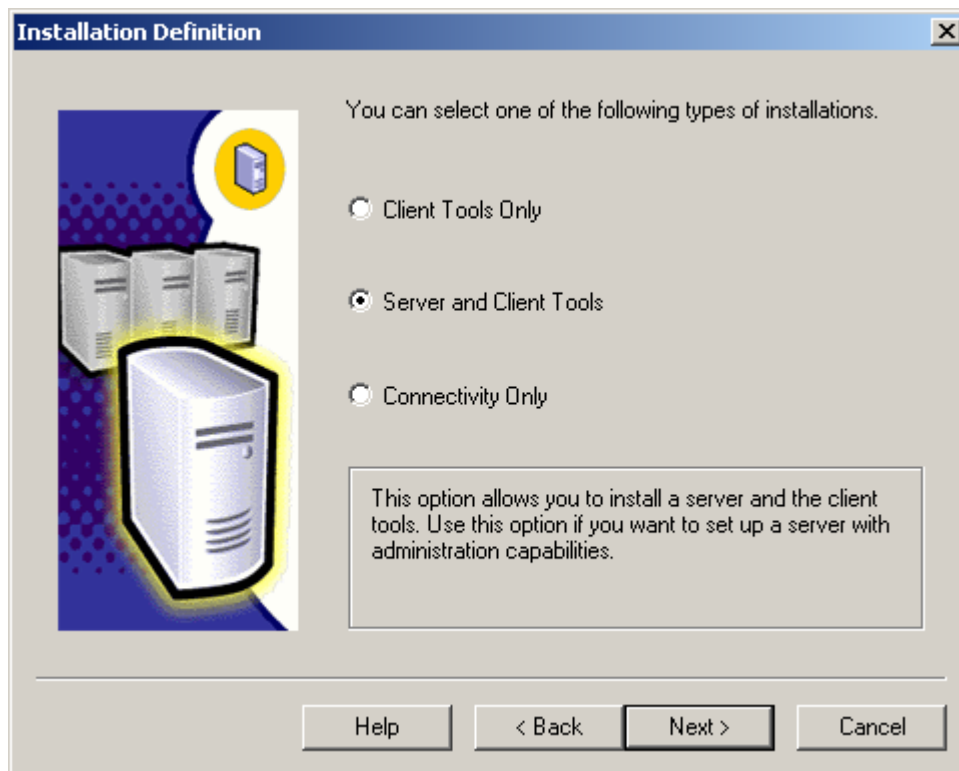 Installation Definition
You can select one of the following types of installations.
Client Tools Only
Server and Client Tools
Connectivity Only
This option allows you to install a server and the client
tools. Use this option if you want to set up a server with
administration capabilities.
Help
< Back
Next >
Cancel